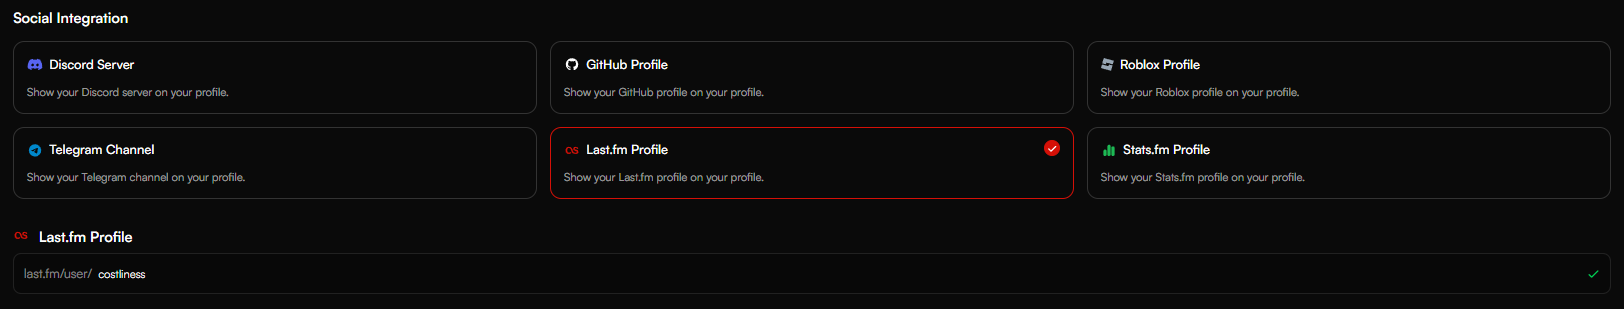 Social Integration
Discord Server
Show your Discord server on your profile.
GitHub Profile
Show your GitHub profile on your profile.
Roblox Profile
Show your Roblox profile on your profile.
Telegram Channel
Show your Telegram channel on your profile.
Last.fm Profile
Show your Last.fm profile on your profile.
Stats.fm Profile
Show your Stats.fm profile on your profile.
Last.fm Profile
last.fm/user/ costliness